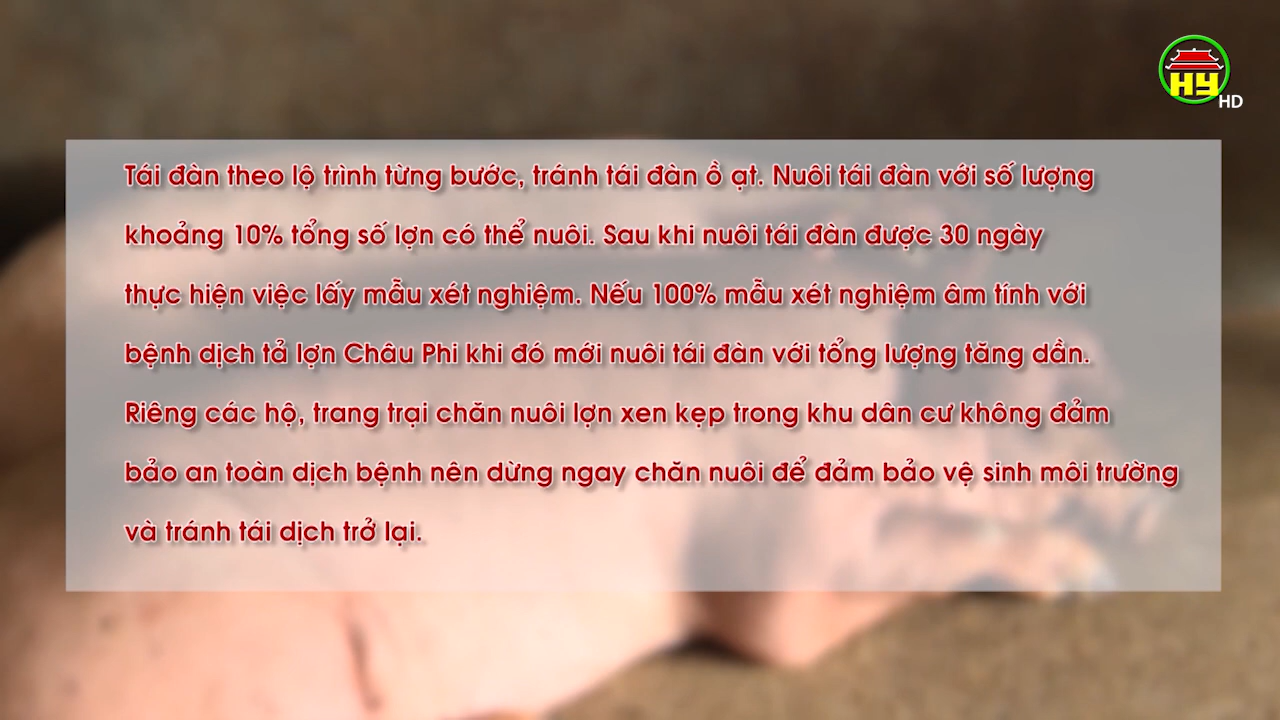 HY
HD
Tái đàn theo lộ trình từng bước, tránh tái đàn ồ ạt. Nuôi tái đàn với số lượng
khoảng 10% tổng số lợn có thể nuôi. Sau khi nuôi tái đàn được 30 ngày
thực hiện việc lấy mẫu xét nghiệm. Nếu 100% mẫu xét nghiệm âm tính với
bệnh dịch tả lợn Châu Phi khi đó mới nuôi tái đàn với tổng lượng tăng dần.
Riêng các hộ, trang trại chăn nuôi lợn xen kẹp trong khu dân cư không đảm
bảo an toàn dịch bệnh nên dừng ngay chăn nuôi để đảm bảo vệ sinh môi trường
và tránh tái dịch trở lại.